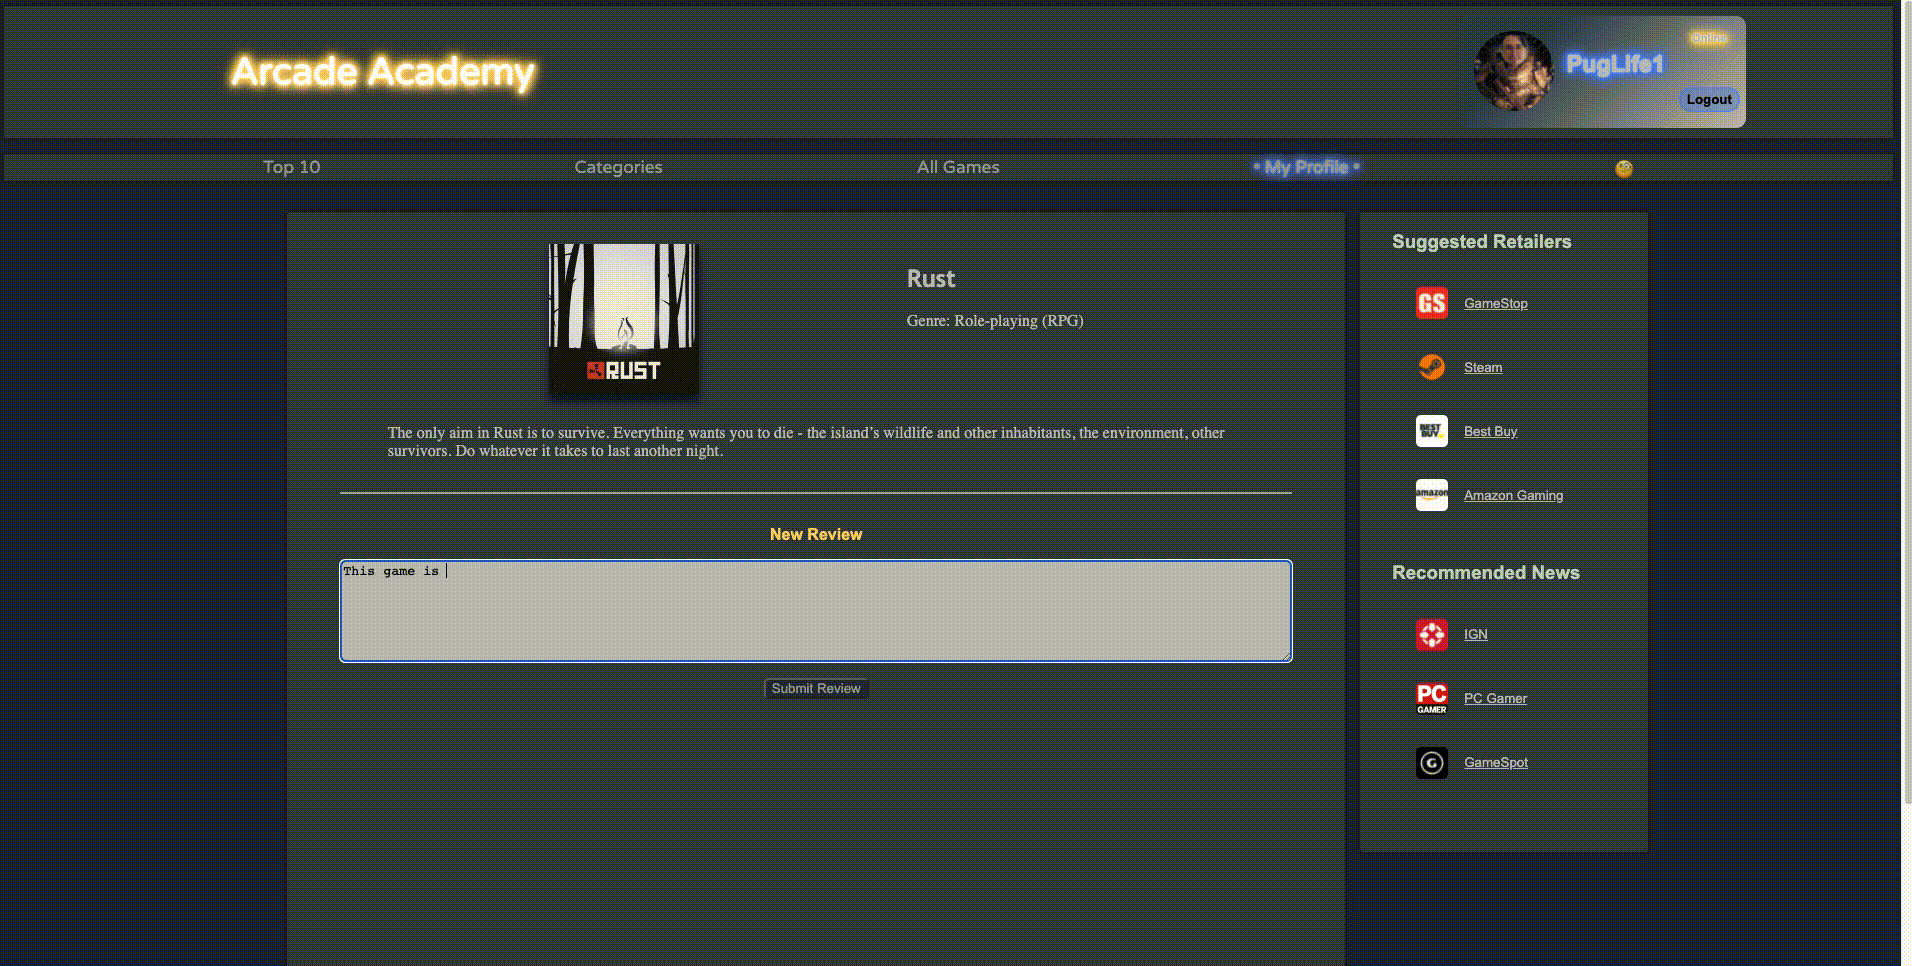 Arcade Academy
Online
PugLife1
Logout
Top 10
Categories
All Games
• My Profile •
RUST
Rust
Genre: Role-playing (RPG)
The only aim in Rust is to survive. Everything wants you to die - the island's wildlife and other inhabitants, the environment, other
survivors. Do whatever it takes to last another night.
New Review
This game is
Submit Review
Suggested Retailers
GS
GameStop
Steam
BEST
BUY
Best Buy
amazon
Amazon Gaming
Recommended News
IGN
PC
GAMER
PC Gamer
G
GameSpot